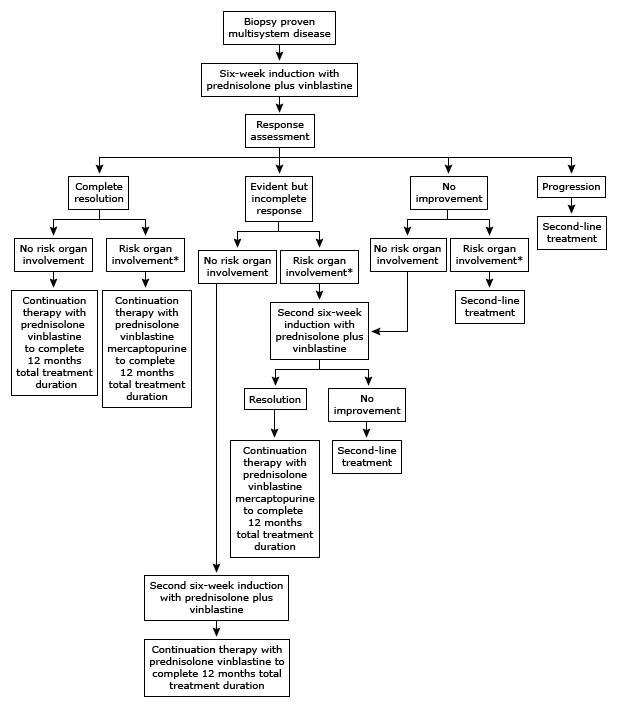 Biopsy proven
multisystem disease
Six-week induction with
prednisolone plus vinblastine
Response
assessment
Complete
resolution
Evident but
incomplete
response
No
improvement
Progression
No risk organ
involvement
Risk organ
involvement*
No risk organ
involvement
Risk organ
involvement*
No risk organ
involvement
Risk organ
involvement*
Second-line
treatment
Continuation
therapy with
prednisolone
vinblastine
to complete
12 months
total treatment
duration
Continuation
therapy with
prednisolone
vinblastine
mercaptopurine
to complete
12 months
total treatment
duration
Second six-week
induction with
prednisolone plus
vinblastine
Second-line
treatment
Resolution
No
improvement
Continuation
therapy with
prednisolone
vinblastine
mercaptopurine
to complete
12 months
total treatment
duration
Second-line
treatment
Second six-week induction
with prednisolone plus
vinblastine
Continuation therapy with
prednisolone vinblastine to
complete 12 months total
treatment duration